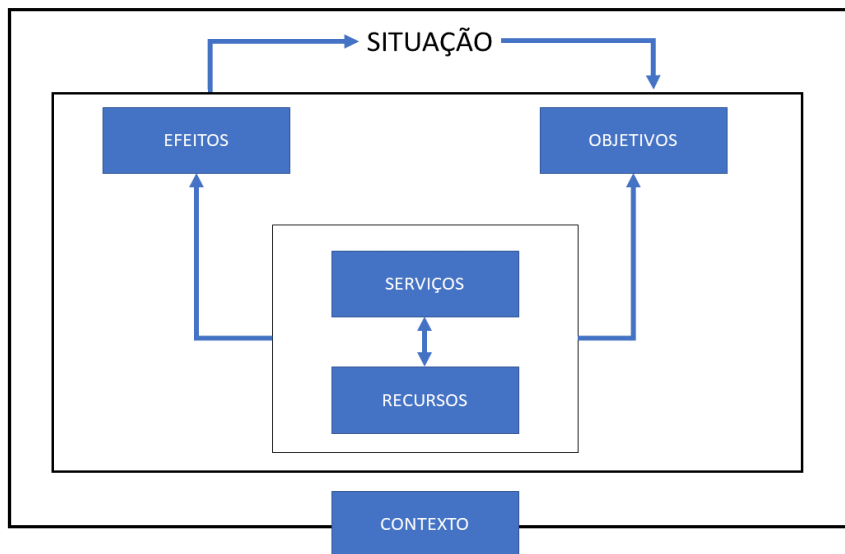 SITUAÇÃO
EFEITOS
OBJETIVOS
SERVIÇOS
RECURSOS
CONTEXTO